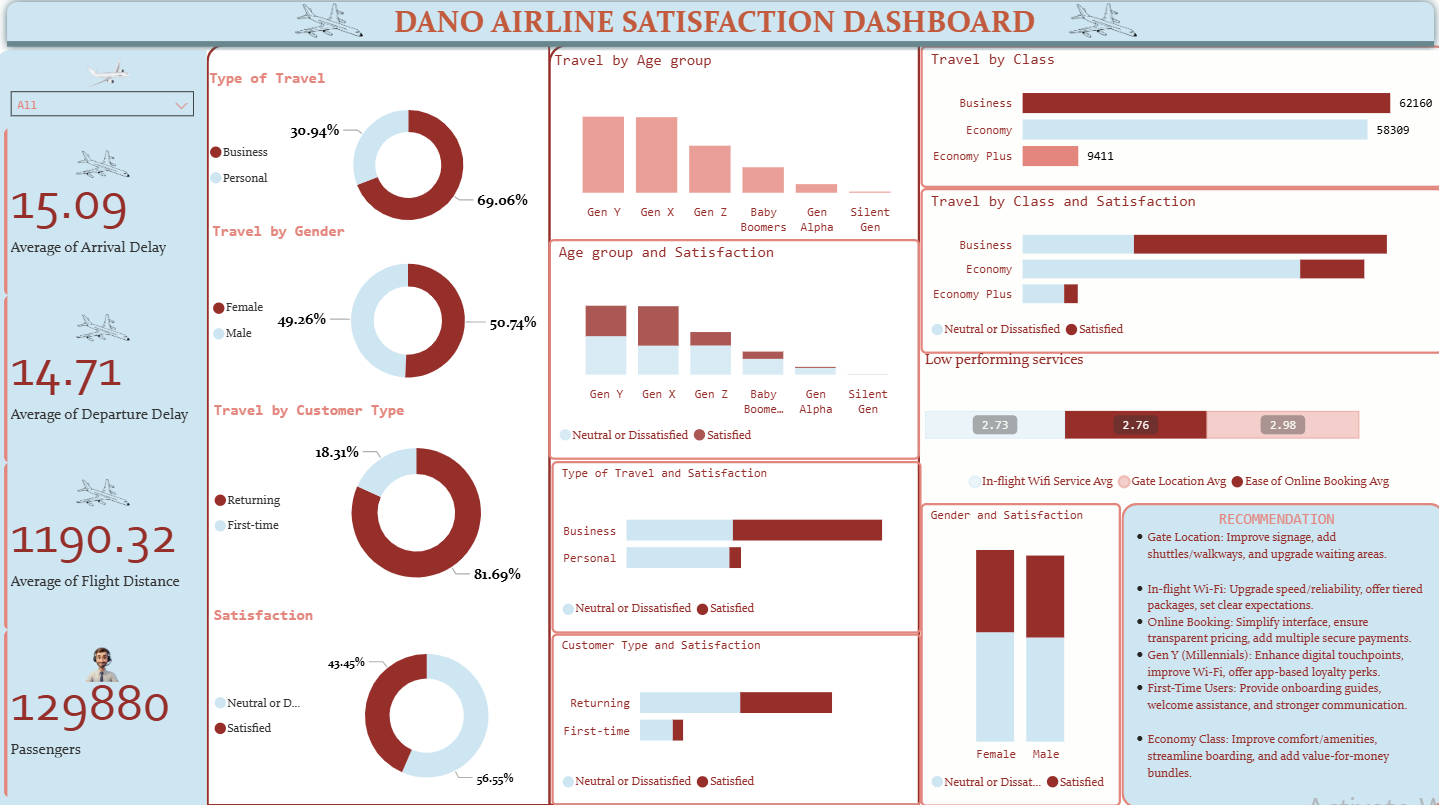 DANO AIRLINE SATISFACTION DASHBOARD
All
15.09
Average of Arrival Delay
14.71
Average of Departure Delay
1190.32
Average of Flight Distance
129880
Passengers
Type of Travel
30.94%
Business
Personal
69.06%
Travel by Gender
Female
Male
49.26%
50.74%
Travel by Customer Type
18.31%
Returning
First-time
81.69%
Satisfaction
43.45%
Neutral or D...
Satisfied
56.55%
Travel by Age group
Gen Y
Gen X
Gen Z
Baby
Boomers
Gen
Alpha
Silent
Gen
Age group and Satisfaction
Gen Y
Gen X
Gen Z
Baby
Boome…
Gen
Alpha
Silent
Gen
Neutral or Dissatisfied
Satisfied
Type of Travel and Satisfaction
Business
Personal
Neutral or Dissatisfied
Satisfied
Customer Type and Satisfaction
Returning
First-time
Neutral or Dissatisfied
Satisfied
Travel by Class
Business
62160
Economy
58309
Economy Plus
9411
Travel by Class and Satisfaction
Business
Economy
Economy Plus
Neutral or Dissatisfied
Satisfied
Low performing services
2.73
2.76
2.98
In-flight Wifi Service Avg
Gate Location Avg
Ease of Online Booking Avg
Gender and Satisfaction
Female
Male
Neutral or Dissat...
Satisfied
RECOMMENDATION
• Gate Location: Improve signage, add
shuttles/walkways, and upgrade waiting areas.
• In-flight Wi-Fi: Upgrade speed/reliability, offer tiered
packages, set clear expectations.
• Online Booking: Simplify interface, ensure
transparent pricing, add multiple secure payments.
• Gen Y (Millennials): Enhance digital touchpoints,
improve Wi-Fi, offer app-based loyalty perks.
• First-Time Users: Provide onboarding guides,
welcome assistance, and stronger communication.
• Economy Class: Improve comfort/amenities,
streamline boarding, and add value-for-money
bundles.